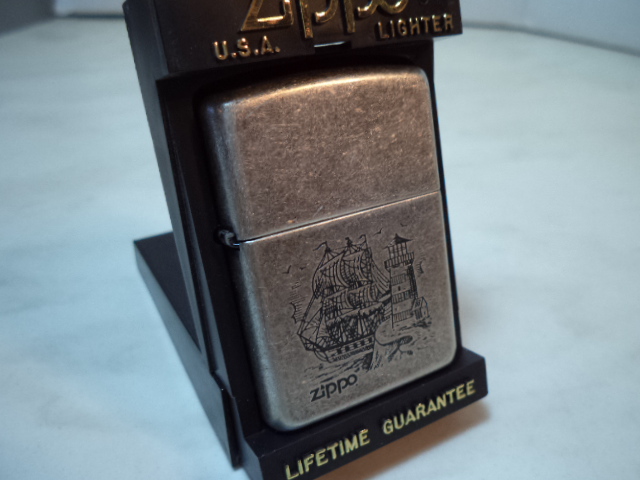 Zippo
U.S.A. LIGHTER
zippo
LIFETIME GUARANTEE